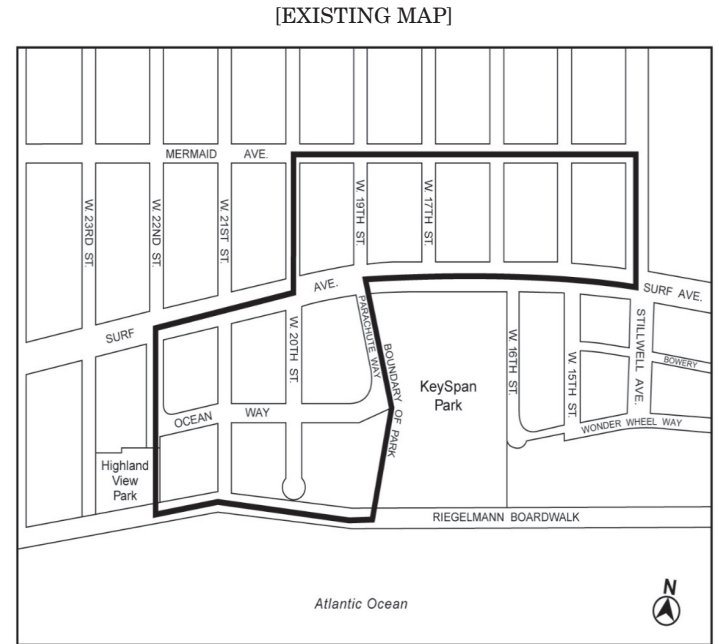 [EXISTING MAP]
MERMAID AVE.
W. 23RD ST.
W. 22ND ST.
W. 21ST ST.
W. 19TH ST.
W. 17TH ST.
SURF AVE.
SURF AVE.
W. 20TH ST.
PARACHUTE WAY
BOUNDARY OF PARK
KeySpan
Park
W. 16TH ST.
W. 15TH ST.
STILLWELL AVE.
BOWERY
WONDER WHEEL WAY
OCEAN WAY
Highland
View
Park
RIEGELMANN BOARDWALK
Atlantic Ocean
N